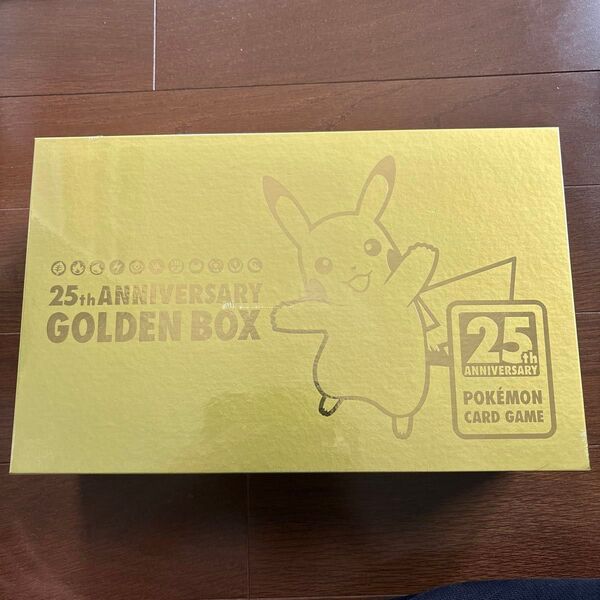 25th ANNIVERSARY
GOLDEN BOX
25th
ANNIVERSARY
POKÉMON
CARD GAME